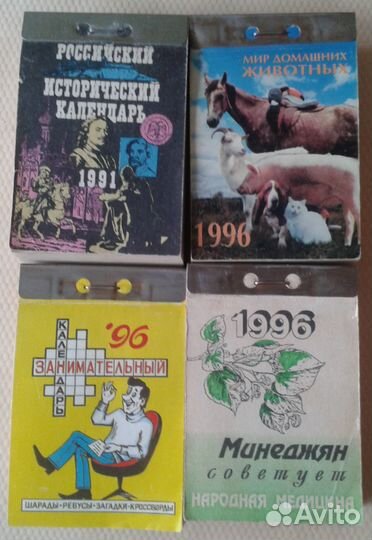 РОССИЙСКИЙ
ИСТОРИЧЕСКИЙ
КАЛЕНДАРЬ
1991
МИР ДОМАШНИХ
ЖИВОТНЫХ
1996
'96
КАЛЕНДАРЬ
ЗАНИМАТЕЛЬНЫЙ
ШАРАДЫ•РЕБУСЫ•ЗАГАДКИ•КРОССВОРДЫ
1996
Минеджян
советует
НАРОДНАЯ МЕДИЦИНА
Avito